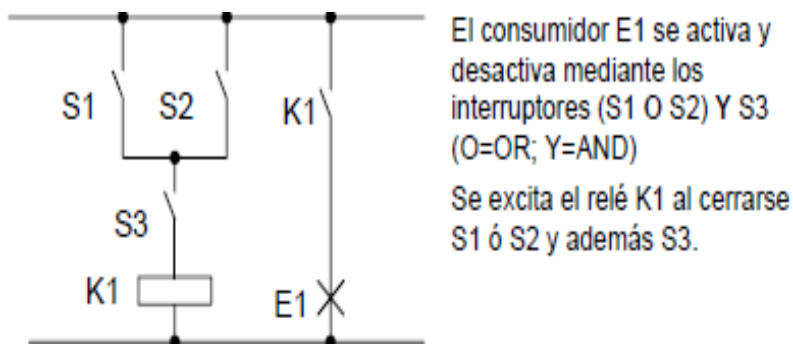 S1
S2
K1
S3
K1
E1
El consumidor E1 se activa y
desactiva mediante los
interruptores (S1 O S2) Y S3
(O=OR; Y=AND)
Se excita el relé K1 al cerrarse
S1 ó S2 y además S3.